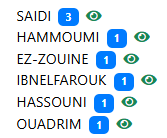 SAIDI 3
HAMMOUMI 1
EZ-ZOUINE 1
IBNELFAROUK 1
HASSOUNI 1
OUADRIM 1